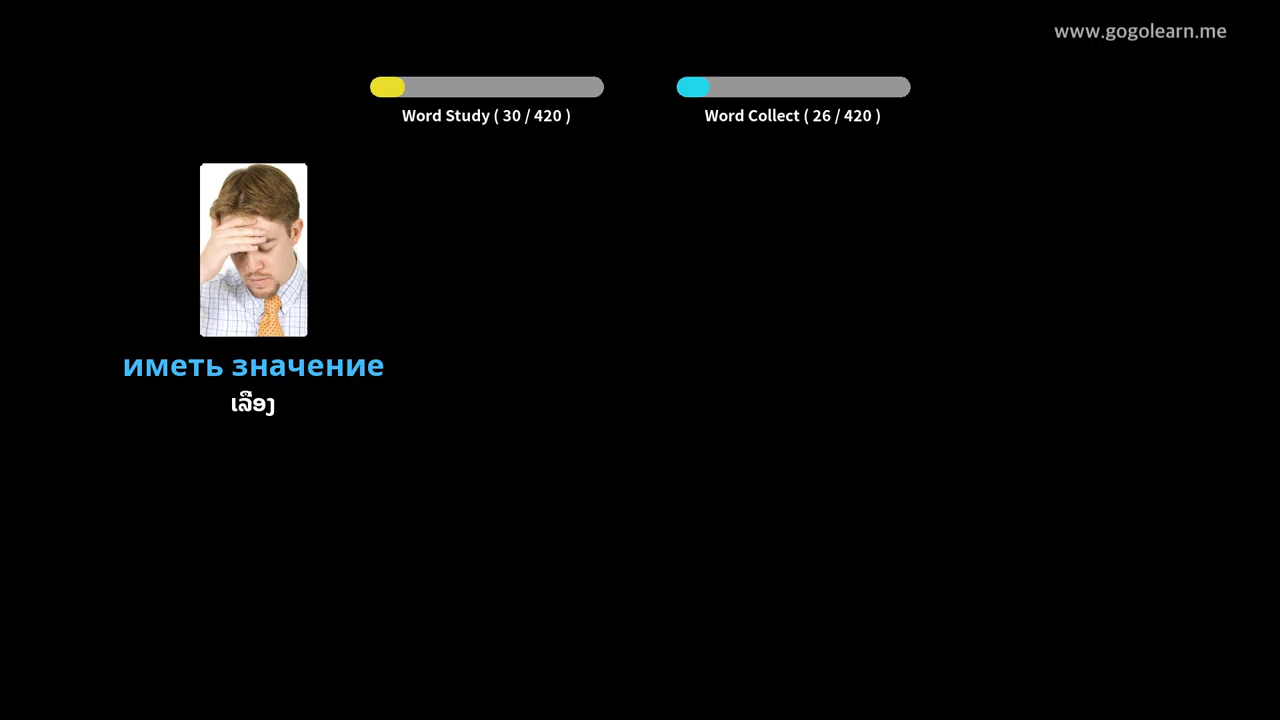 www.gogolearn.me
Word Study ( 30 / 420 )
Word Collect ( 26 / 420 )
иметь значение
ເລື່ອງ